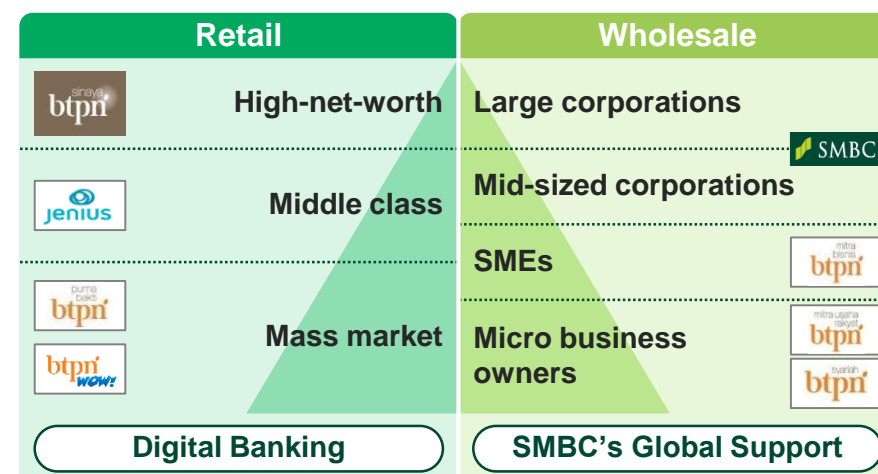 Retail
Wholesale
sinaya
btpn
High-net-worth
Large corporations
SMBC
Jenius
Middle class
Mid-sized corporations
SMEs
mitra
bisnis
btpn
purna
bakti
btpn
Mass market
btpn
wow!
Micro business
owners
mitra usaha
rakyat
btpn
syariah
btpn
Digital Banking
SMBC's Global Support